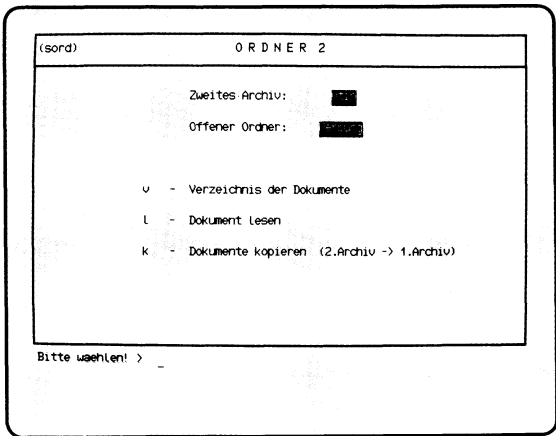 (sord) O R D N E R 2
Zweites Archiv:
Offener Ordner:
v - Verzeichnis der Dokumente
l - Dokument lesen
k - Dokumente kopieren (2.Archiv -> 1.Archiv)
Bitte waehlen! > _